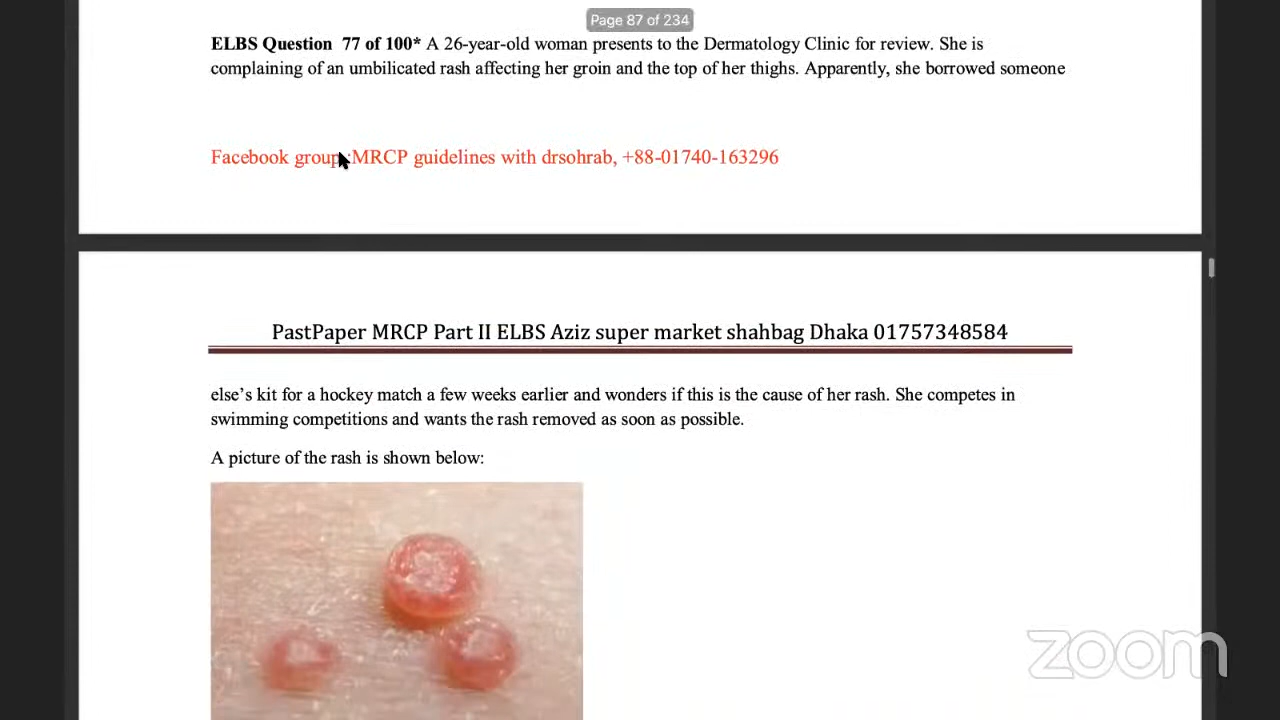 Page 87 of 234
ELBS Question 77 of 100* A 26-year-old woman presents to the Dermatology Clinic for review. She is
complaining of an umbilicated rash affecting her groin and the top of her thighs. Apparently, she borrowed someone
Facebook group :MRCP guidelines with drsohrab, +88-01740-163296
PastPaper MRCP Part II ELBS Aziz super market shahbag Dhaka 01757348584
else’s kit for a hockey match a few weeks earlier and wonders if this is the cause of her rash. She competes in
swimming competitions and wants the rash removed as soon as possible.
A picture of the rash is shown below:
zoom